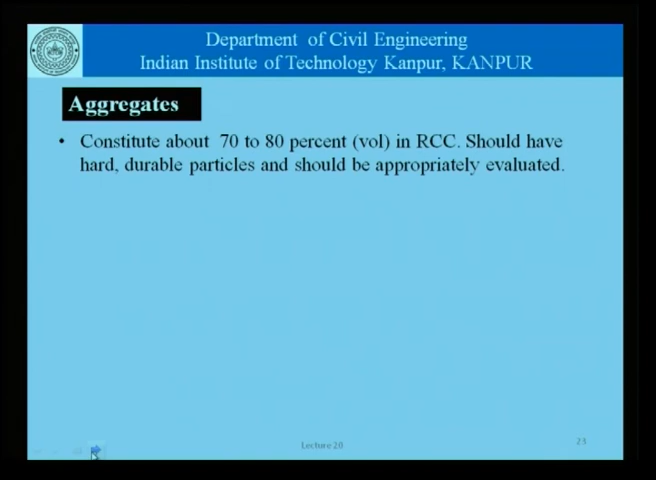 Department of Civil Engineering
Indian Institute of Technology Kanpur, KANPUR
Aggregates
• Constitute about 70 to 80 percent (vol) in RCC. Should have
hard, durable particles and should be appropriately evaluated.
Lecture 20
23